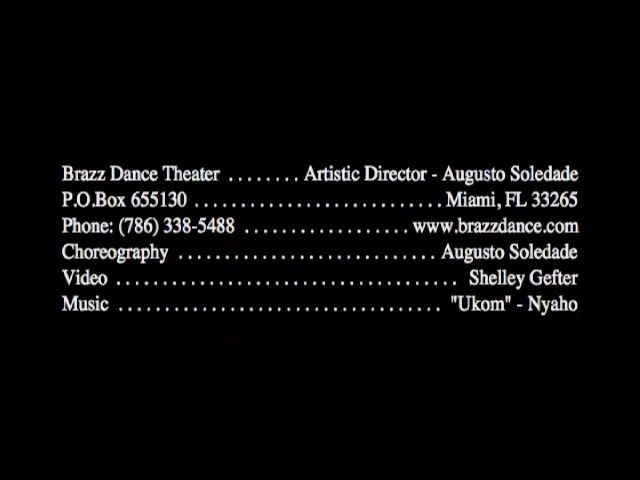 Brazz Dance Theater ........ Artistic Director - Augusto Soledade
P.O.Box 655130 ........................... Miami, FL 33265
Phone: (786) 338-5488 .................. www.brazzdance.com
Choreography ............................ Augusto Soledade
Video ..................................... Shelley Gefter
Music ................................... "Ukom" - Nyaho